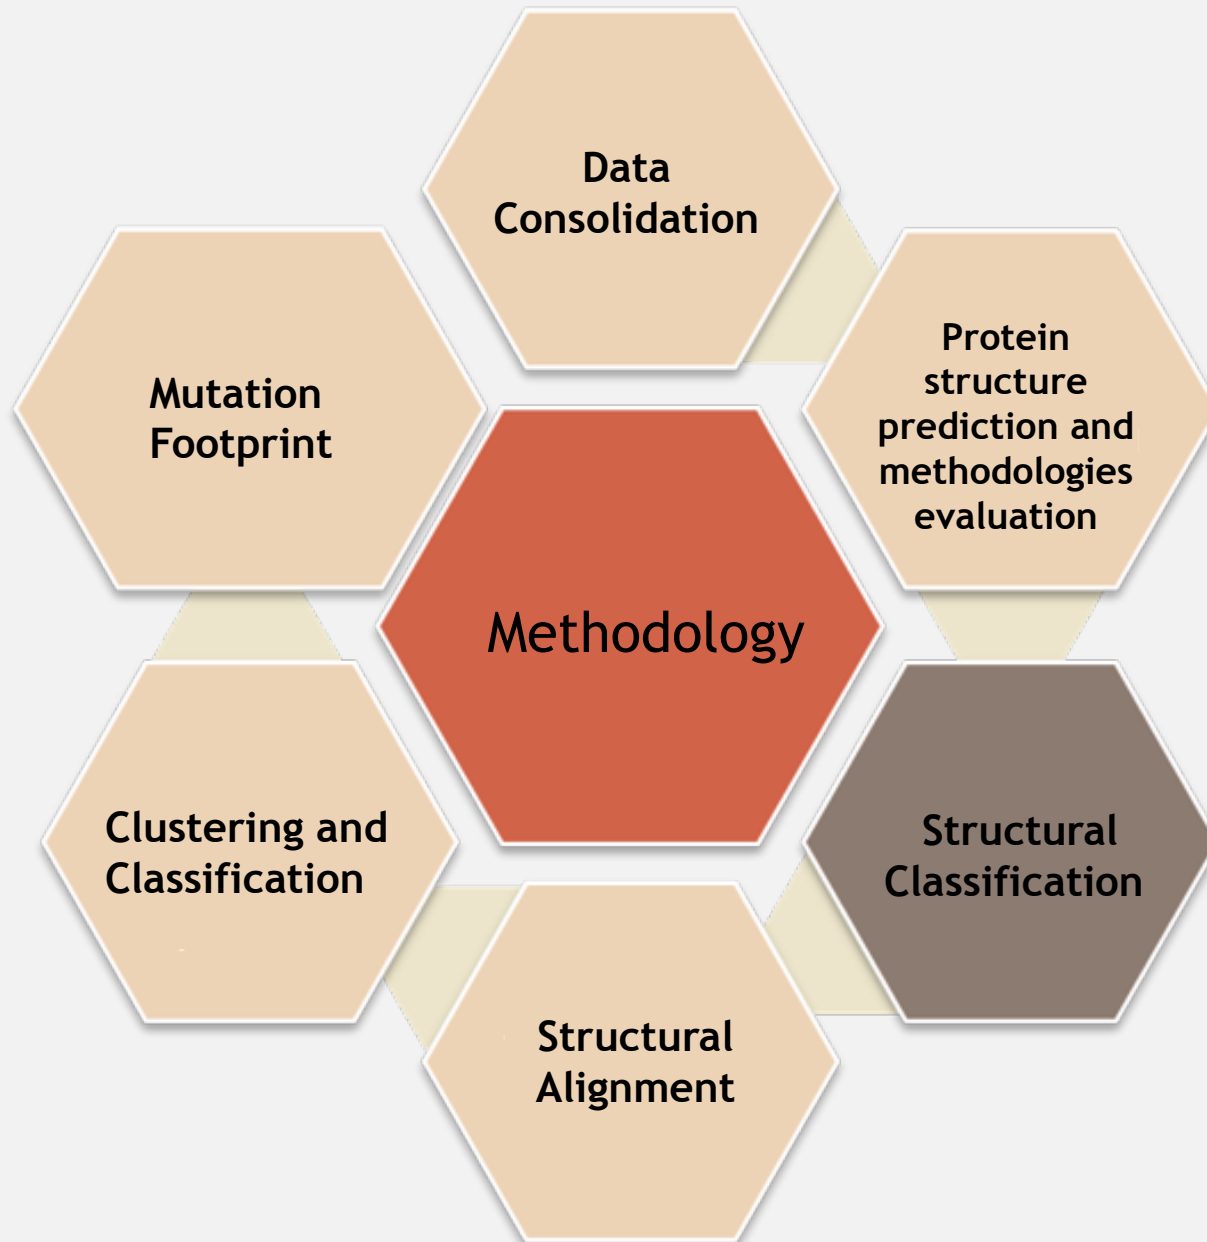 Data
Consolidation
Protein
structure
prediction and
methodologies
evaluation
Mutation
Footprint
Methodology
Structural
Classification
Clustering and
Classification
Structural
Alignment